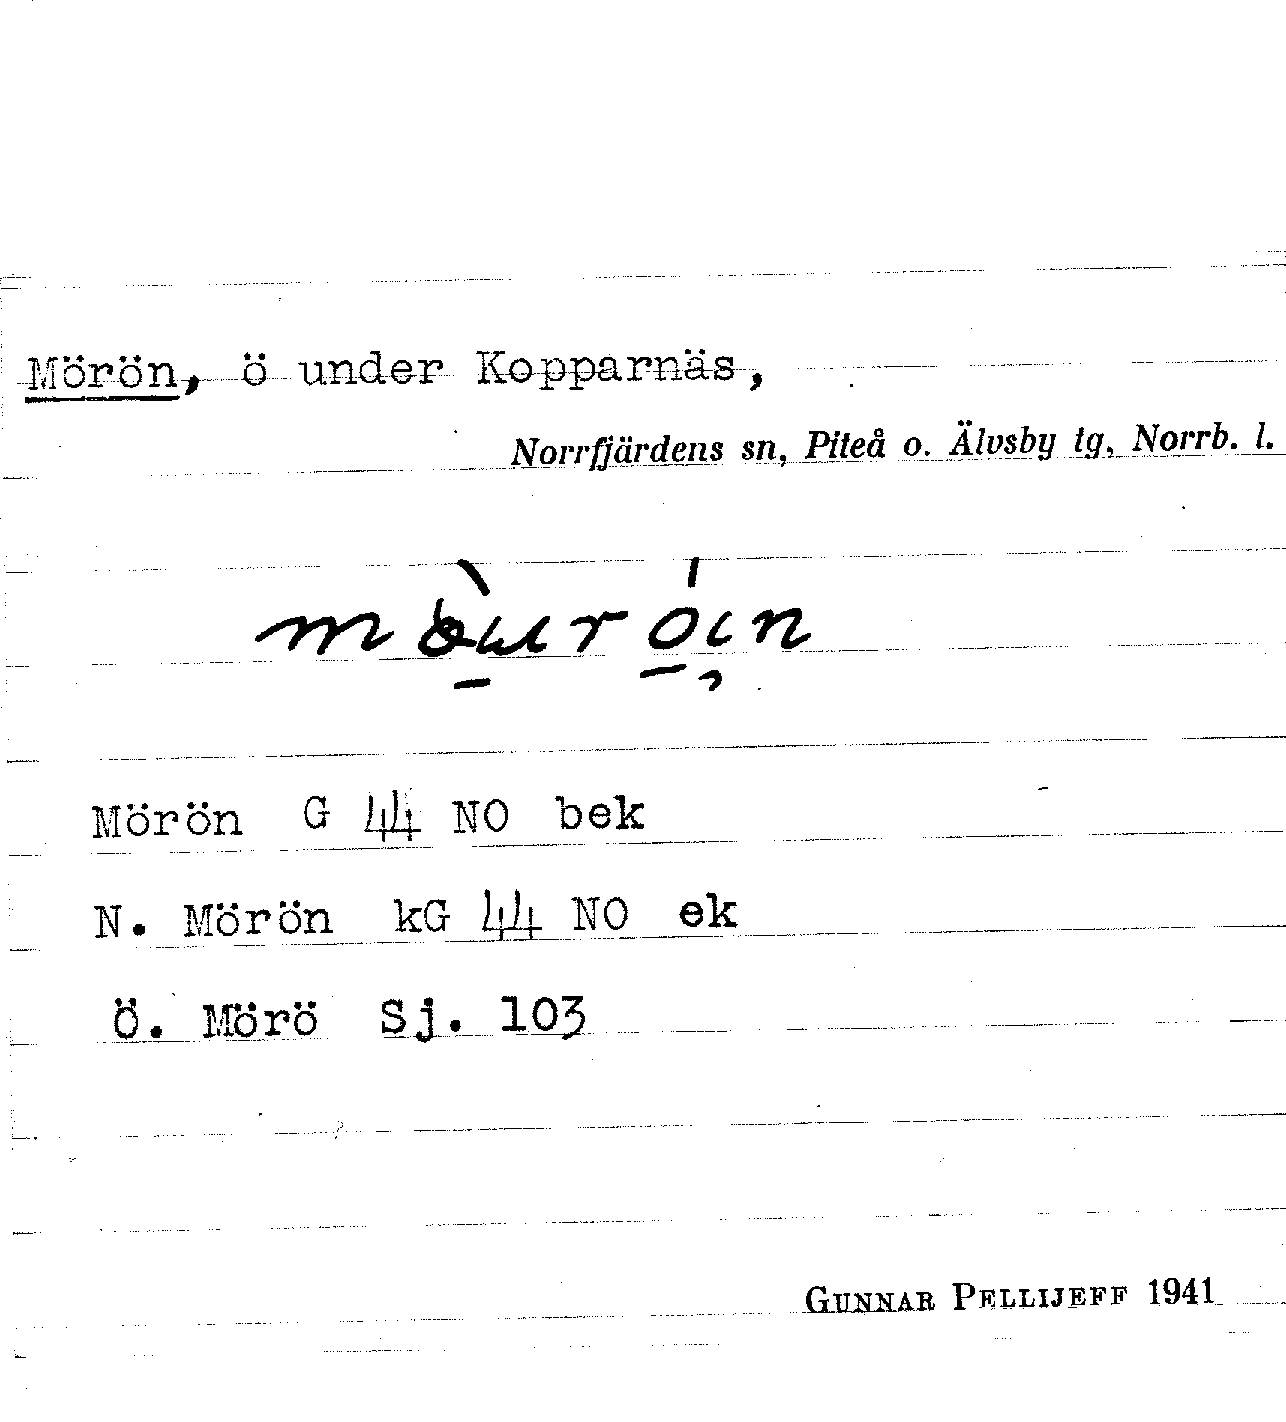 Mörön, ö under Kopparnäs,
Norrfjärdens sn, Piteå o. Älvsby tg, Norrb. l.
Mörön G 44 NO bek
N. Mörön kG 44 NO ek
Ö. Mörö Sj. 103
GUNNAR PELLIJEFF 1941